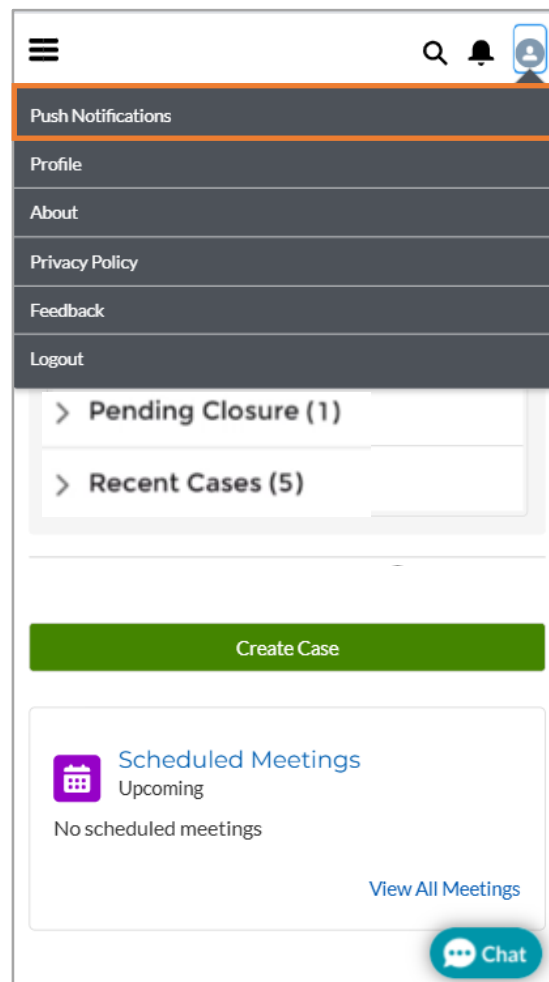 Push Notifications
Profile
About
Privacy Policy
Feedback
Logout
Pending Closure (1)
Recent Cases (5)
Create Case
Scheduled Meetings
Upcoming
No scheduled meetings
View All Meetings
Chat